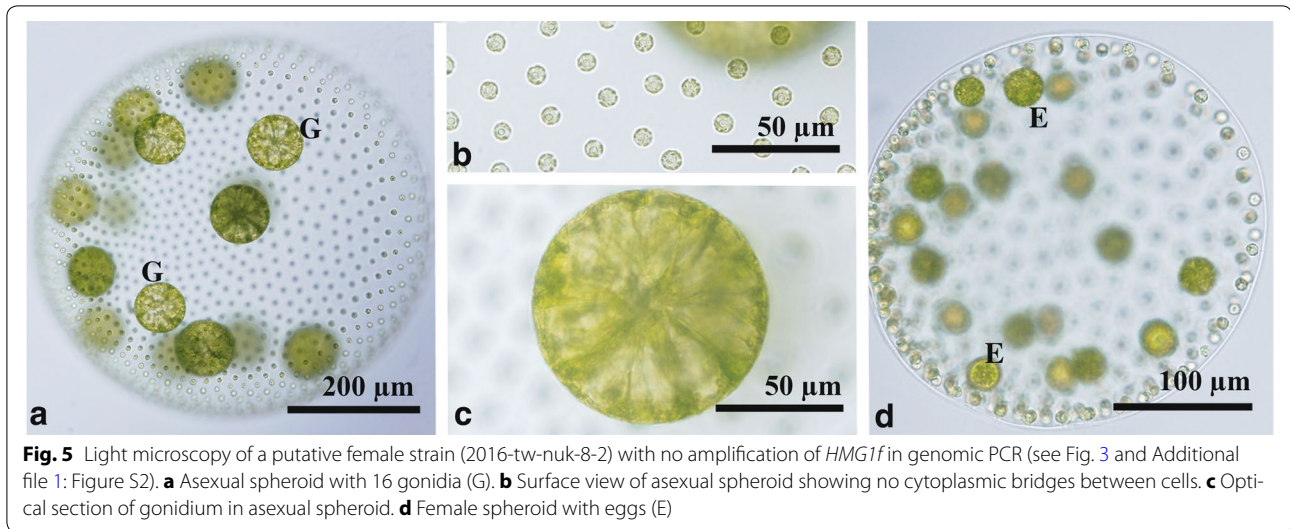 G
G
200 µm
a
50 µm
b
50 µm
c
E
E
100 µm
d
Fig. 5 Light microscopy of a putative female strain (2016-tw-nuk-8-2) with no amplification of HMG1f in genomic PCR (see Fig. 3 and Additional
file 1: Figure S2). a Asexual spheroid with 16 gonidia (G). b Surface view of asexual spheroid showing no cytoplasmic bridges between cells. c Opti-
cal section of gonidium in asexual spheroid. d Female spheroid with eggs (E)